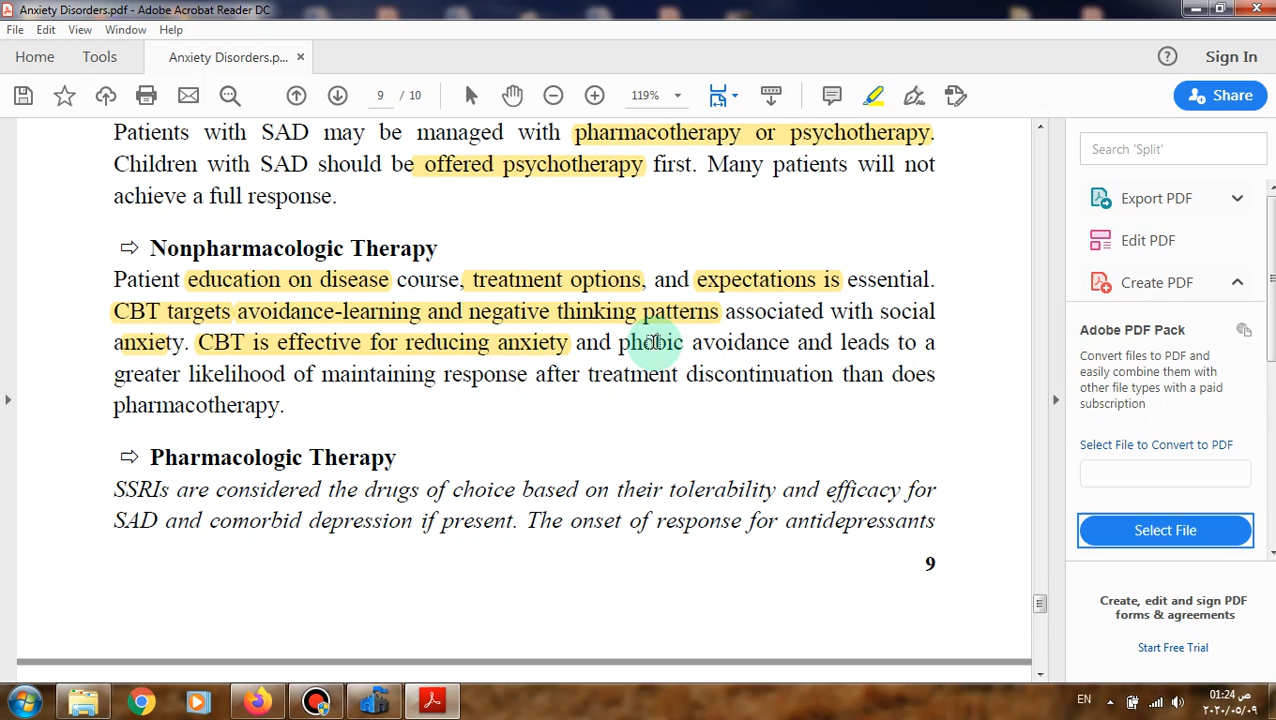 Anxiety Disorders.pdf - Adobe Acrobat Reader DC
File Edit View Window Help
Home Tools Anxiety Disorders.p... × Sign In
9 / 10 119% Share
Patients with SAD may be managed with pharmacotherapy or psychotherapy.
Children with SAD should be offered psychotherapy first. Many patients will not
achieve a full response.
⇨ Nonpharmacologic Therapy
Patient education on disease course, treatment options, and expectations is essential.
CBT targets avoidance-learning and negative thinking patterns associated with social
anxiety. CBT is effective for reducing anxiety and phobic avoidance and leads to a
greater likelihood of maintaining response after treatment discontinuation than does
pharmacotherapy.
⇨ Pharmacologic Therapy
SSRIs are considered the drugs of choice based on their tolerability and efficacy for
SAD and comorbid depression if present. The onset of response for antidepressants
9
Search 'Split'
Export PDF
Edit PDF
Create PDF
Adobe PDF Pack
Convert files to PDF and
easily combine them with
other file types with a paid
subscription
Select File to Convert to PDF
Select File
Create, edit and sign PDF
forms & agreements
Start Free Trial
EN
01:24 ص
٢٠٢٠/٠٥/٠٩